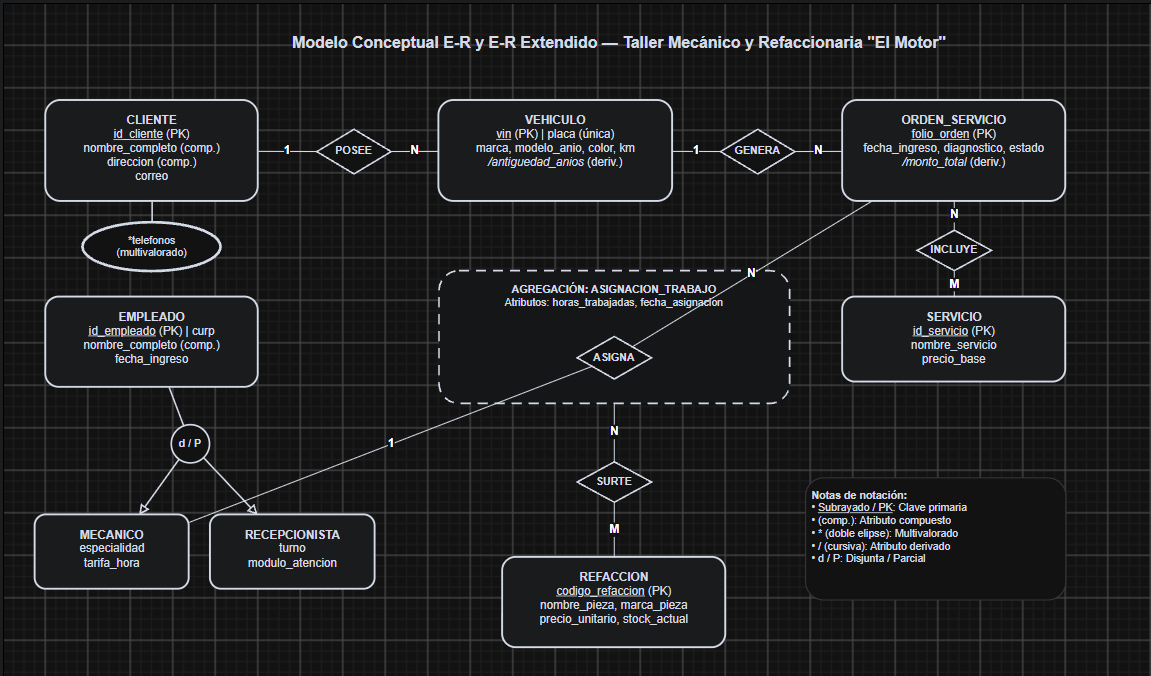 Modelo Conceptual E-R y E-R Extendido — Taller Mecánico y Refaccionaria "El Motor"
CLIENTE
id_cliente (PK)
nombre_completo (comp.)
direccion (comp.)
correo
1
POSEE
N
VEHICULO
vin (PK) | placa (única)
marca, modelo_anio, color, km
/antiguedad_anios (deriv.)
1
GENERA
N
ORDEN_SERVICIO
folio_orden (PK)
fecha_ingreso, diagnostico, estado
/monto_total (deriv.)
*telefonos
(multivalorado)
N
INCLUYE
M
N
AGREGACIÓN: ASIGNACION_TRABAJO
Atributos: horas_trabajadas, fecha_asignacion
ASIGNA
EMPLEADO
id_empleado (PK) | curp
nombre_completo (comp.)
fecha_ingreso
SERVICIO
id_servicio (PK)
nombre_servicio
precio_base
d / P
1
N
SURTE
M
MECANICO
especialidad
tarifa_hora
RECEPCIONISTA
turno
modulo_atencion
REFACCION
codigo_refaccion (PK)
nombre_pieza, marca_pieza
precio_unitario, stock_actual
Notas de notación:
• Subrayado / PK: Clave primaria
• (comp.): Atributo compuesto
• * (doble elipse): Multivalorado
• / (cursiva): Atributo derivado
• d / P: Disjunta / Parcial